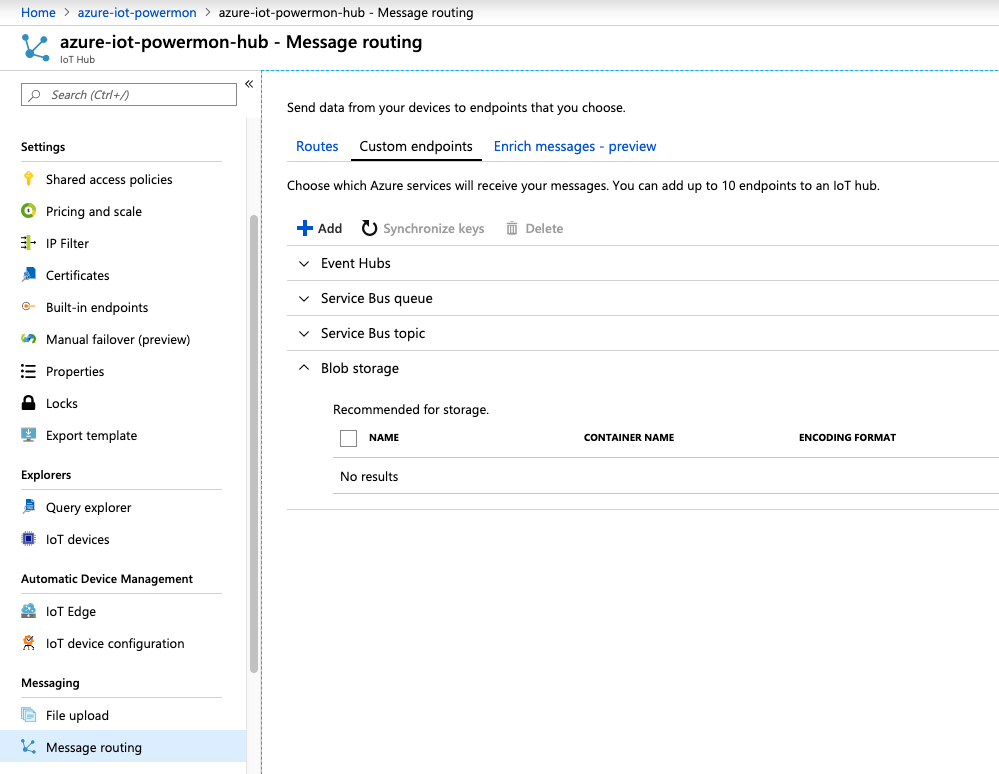 Home > azure-iot-powermon > azure-iot-powermon-hub - Message routing
azure-iot-powermon-hub - Message routing
IoT Hub
Search (Ctrl+/)
«
Settings
Shared access policies
Pricing and scale
IP Filter
Certificates
Built-in endpoints
Manual failover (preview)
Properties
Locks
Export template
Explorers
Query explorer
IoT devices
Automatic Device Management
IoT Edge
IoT device configuration
Messaging
File upload
Message routing
Send data from your devices to endpoints that you choose.
Routes Custom endpoints Enrich messages - preview
Choose which Azure services will receive your messages. You can add up to 10 endpoints to an IoT hub.
Add Synchronize keys Delete
Event Hubs
Service Bus queue
Service Bus topic
Blob storage
Recommended for storage.
NAME CONTAINER NAME ENCODING FORMAT
No results